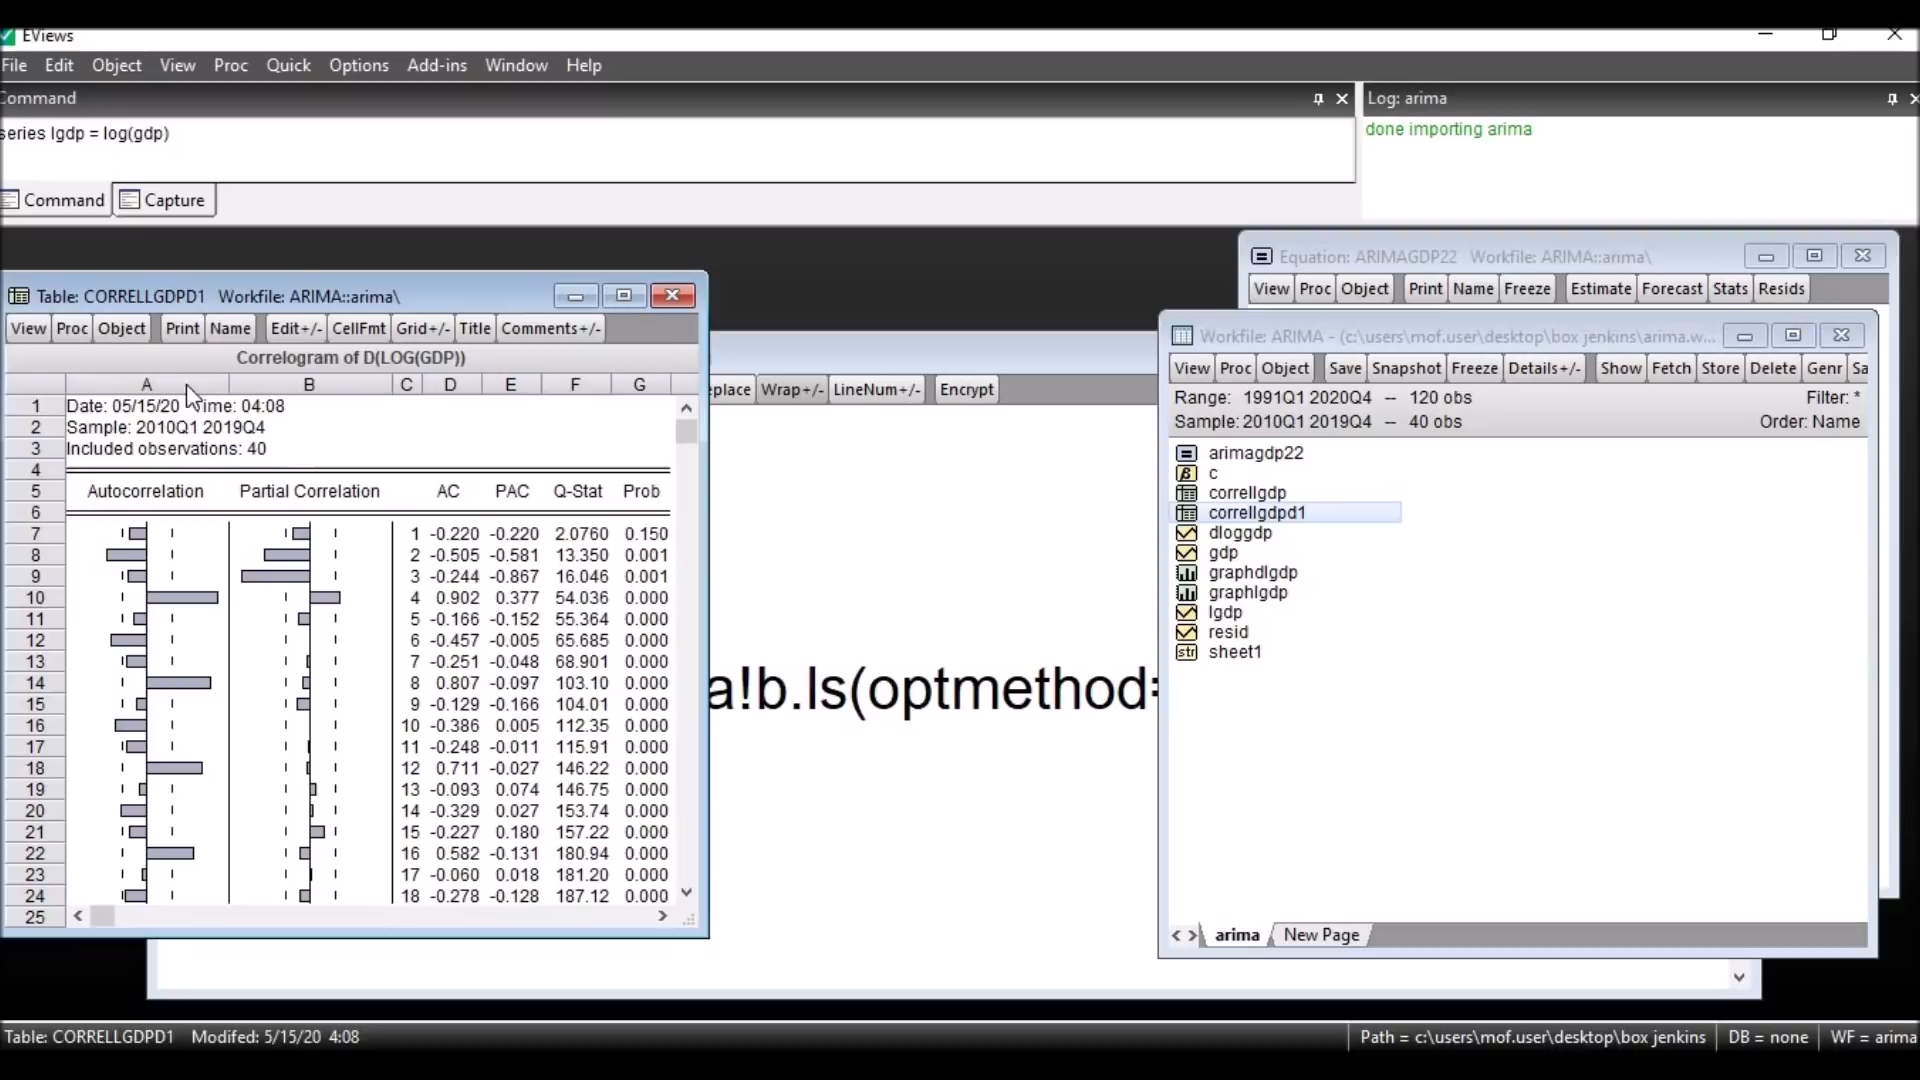 EViews
File Edit Object View Proc Quick Options Add-ins Window Help
Command
Log: arima
series lgdp = log(gdp)
done importing arima
Command Capture
Equation: ARIMAGDP22 Workfile: ARIMA::arima\
View Proc Object Print Name Freeze Estimate Forecast Stats Resids
Table: CORRELLGDPD1 Workfile: ARIMA::arima\
View Proc Object Print Name Edit+/- CellFmt Grid+/- Title Comments+/-
Correlogram of D(LOG(GDP))
A B C D E F G
1 Date: 05/15/20 Time: 04:08
2 Sample: 2010Q1 2019Q4
3 Included observations: 40
4
5 Autocorrelation Partial Correlation AC PAC Q-Stat Prob
6
7 1 -0.220 -0.220 2.0760 0.150
8 2 -0.505 -0.581 13.350 0.001
9 3 -0.244 -0.867 16.046 0.001
10 4 0.902 0.377 54.036 0.000
11 5 -0.166 -0.152 55.364 0.000
12 6 -0.457 -0.005 65.685 0.000
13 7 -0.251 -0.048 68.901 0.000
14 8 0.807 -0.097 103.10 0.000
15 9 -0.129 -0.166 104.01 0.000
16 10 -0.386 0.005 112.35 0.000
17 11 -0.248 -0.011 115.91 0.000
18 12 0.711 -0.027 146.22 0.000
19 13 -0.093 0.074 146.75 0.000
20 14 -0.329 0.027 153.74 0.000
21 15 -0.227 0.180 157.22 0.000
22 16 0.582 -0.131 180.94 0.000
23 17 -0.060 0.018 181.20 0.000
24 18 -0.278 -0.128 187.12 0.000
25
eplace Wrap+/- LineNum+/- Encrypt
a!b.ls(optmethod=
Workfile: ARIMA - (c:\users\mof.user\desktop\box jenkins\arima.w...
View Proc Object Save Snapshot Freeze Details+/- Show Fetch Store Delete Genr Sa
Range: 1991Q1 2020Q4 -- 120 obs Filter: *
Sample: 2010Q1 2019Q4 -- 40 obs Order: Name
arimagdp22
c
correllgdp
correllgdpd1
dloggdp
gdp
graphdlgdp
graphlgdp
lgdp
resid
sheet1
arima New Page
Table: CORRELLGDPD1 Modifed: 5/15/20 4:08
Path = c:\users\mof.user\desktop\box jenkins DB = none WF = arima